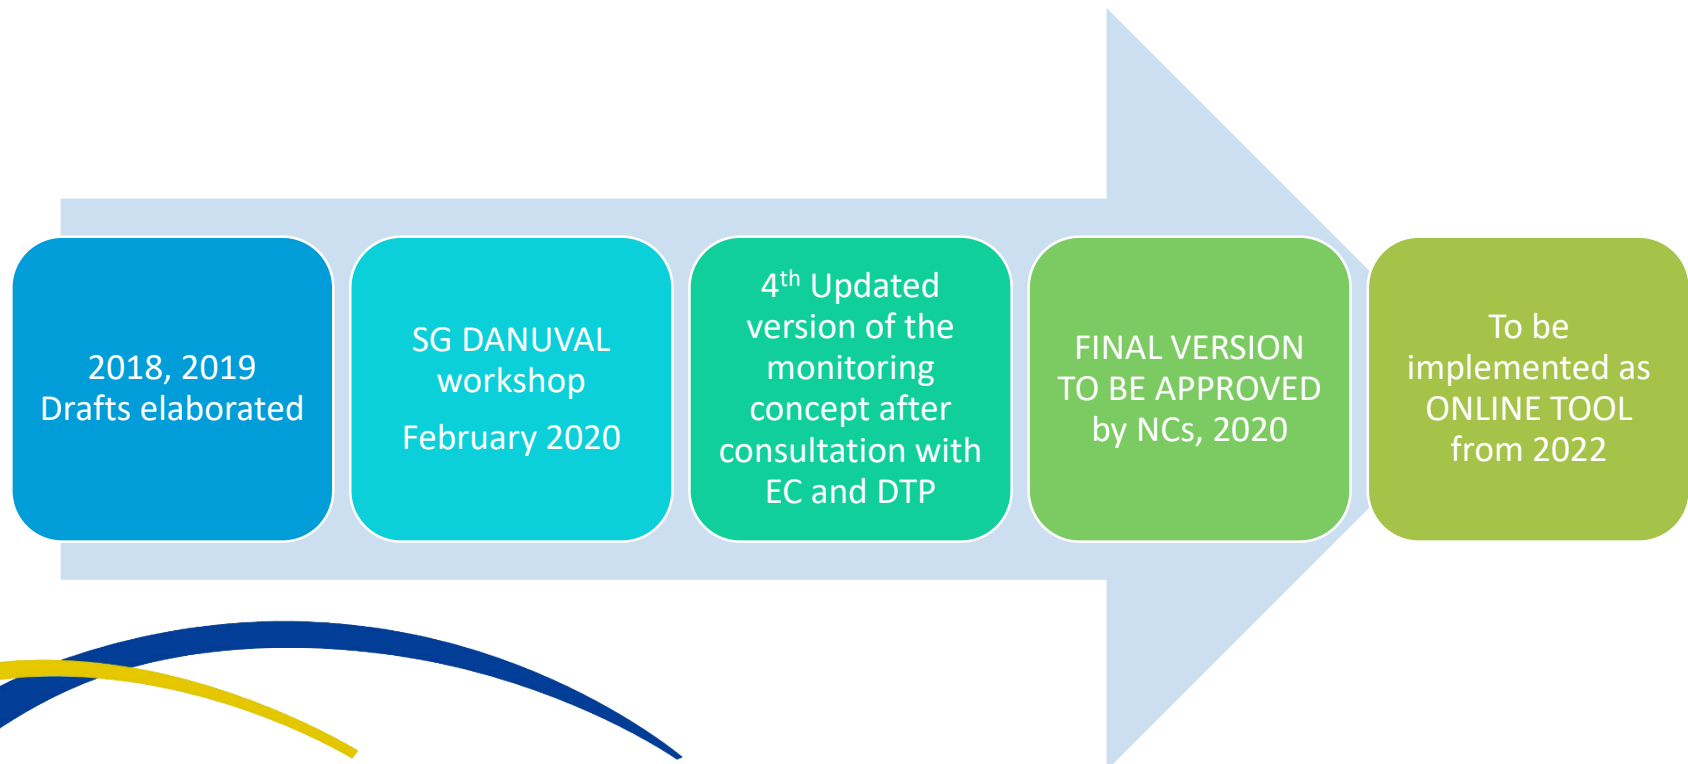 2018, 2019
Drafts elaborated
SG DANUVAL
workshop
February 2020
4th Updated
version of the
monitoring
concept after
consultation with
EC and DTP
FINAL VERSION
TO BE APPROVED
by NCs, 2020
To be
implemented as
ONLINE TOOL
from 2022